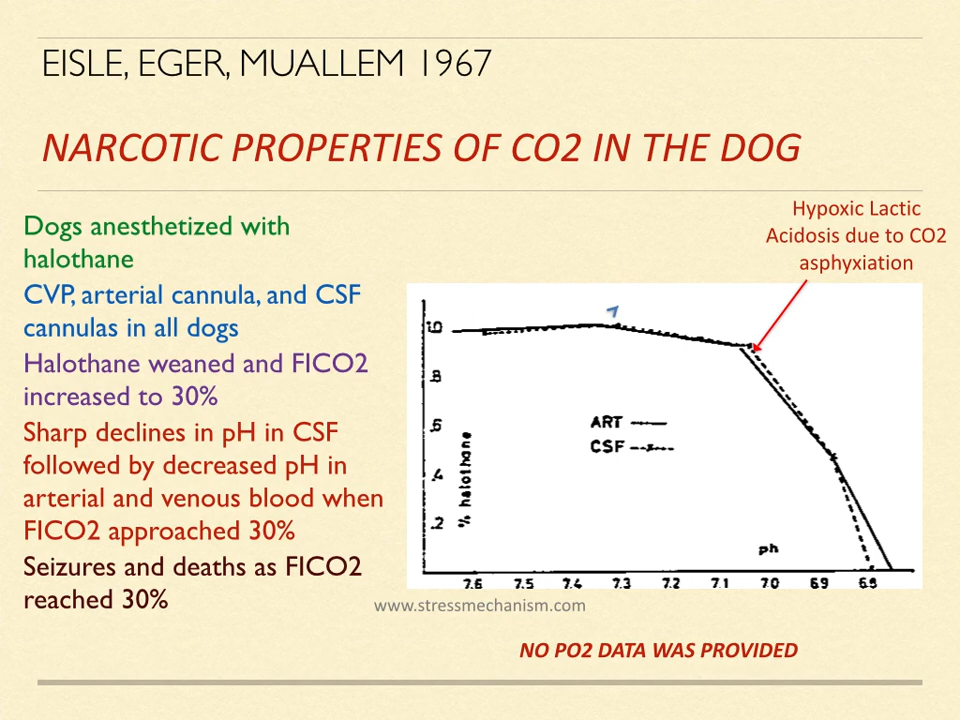 EISLE, EGER, MUALLEM 1967
NARCOTIC PROPERTIES OF CO2 IN THE DOG
Dogs anesthetized with
halothane
CVP, arterial cannula, and CSF
cannulas in all dogs
Halothane weaned and FICO2
increased to 30%
Sharp declines in pH in CSF
followed by decreased pH in
arterial and venous blood when
FICO2 approached 30%
Seizures and deaths as FICO2
reached 30%
Hypoxic Lactic
Acidosis due to CO2
asphyxiation
1.0
.8
.6
.4
.2
% halothane
ART
CSF
ph
7.6 7.5 7.4 7.3 7.2 7.1 7.0 6.9 6.8
www.stressmechanism.com
NO PO2 DATA WAS PROVIDED